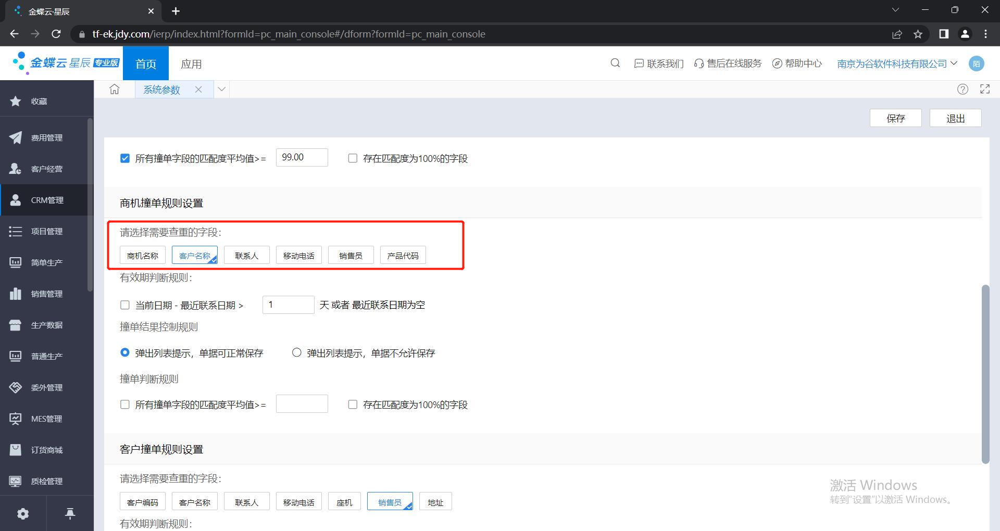 金蝶云·星辰
tf-ek.jdy.com/ierp/index.html?formId=pc_main_console#/dform?formId=pc_main_console
金蝶云 星辰 专业版
首页
应用
联系我们
售后在线服务
帮助中心
南京为谷软件科技有限公司
陌
收藏
系统参数
保存
退出
费用管理
客户经营
CRM管理
项目管理
简单生产
销售管理
生产数据
普通生产
委外管理
MES管理
订货商城
质检管理
所有撞单字段的匹配度平均值>= 99.00 存在匹配度为100%的字段
商机撞单规则设置
请选择需要查重的字段：
商机名称 客户名称 联系人 移动电话 销售员 产品代码
有效期判断规则：
当前日期 - 最近联系日期 > 1 天 或者 最近联系日期为空
撞单结果控制规则
弹出列表提示，单据可正常保存 弹出列表提示，单据不允许保存
撞单判断规则
所有撞单字段的匹配度平均值>= 存在匹配度为100%的字段
客户撞单规则设置
请选择需要查重的字段：
客户编码 客户名称 联系人 移动电话 座机 销售员 地址
有效期判断规则：
激活 Windows
转到“设置”以激活 Windows。